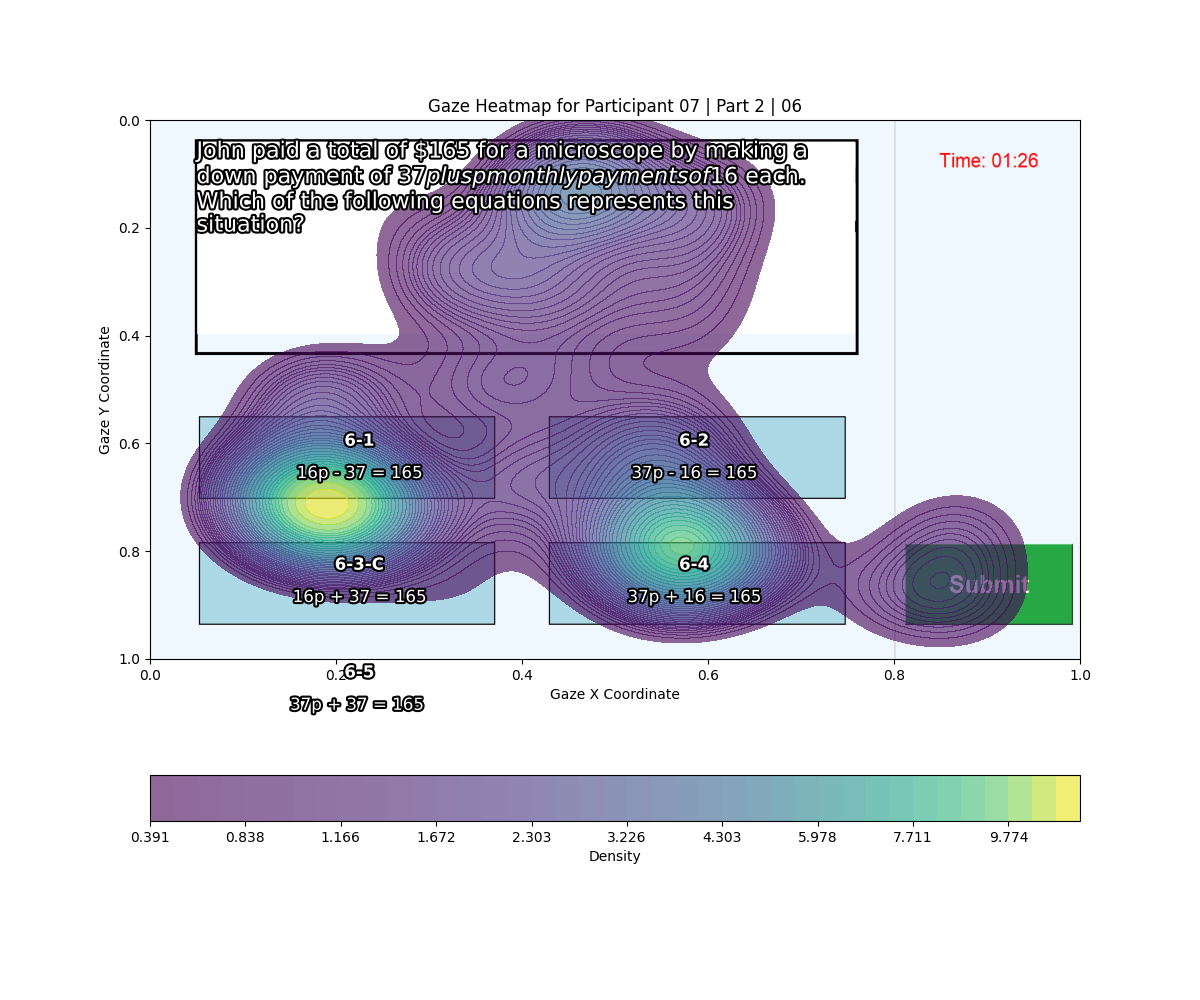 Gaze Heatmap for Participant 07 | Part 2 | 06
John paid a total of $165 for a microscope by making a
down payment of 37pluspmonthlypaymentsof16 each.
Which of the following equations represents this
situation?
Time: 01:26
6-1
16p - 37 = 165
6-2
37p - 16 = 165
6-3-C
16p + 37 = 165
6-4
37p + 16 = 165
Submit
6-5
37p + 37 = 165
Gaze Y Coordinate
0.0
0.2
0.4
0.6
0.8
1.0
0.0
0.2
0.4
0.6
0.8
1.0
Gaze X Coordinate
0.391
0.838
1.166
1.672
2.303
3.226
4.303
5.978
7.711
9.774
Density